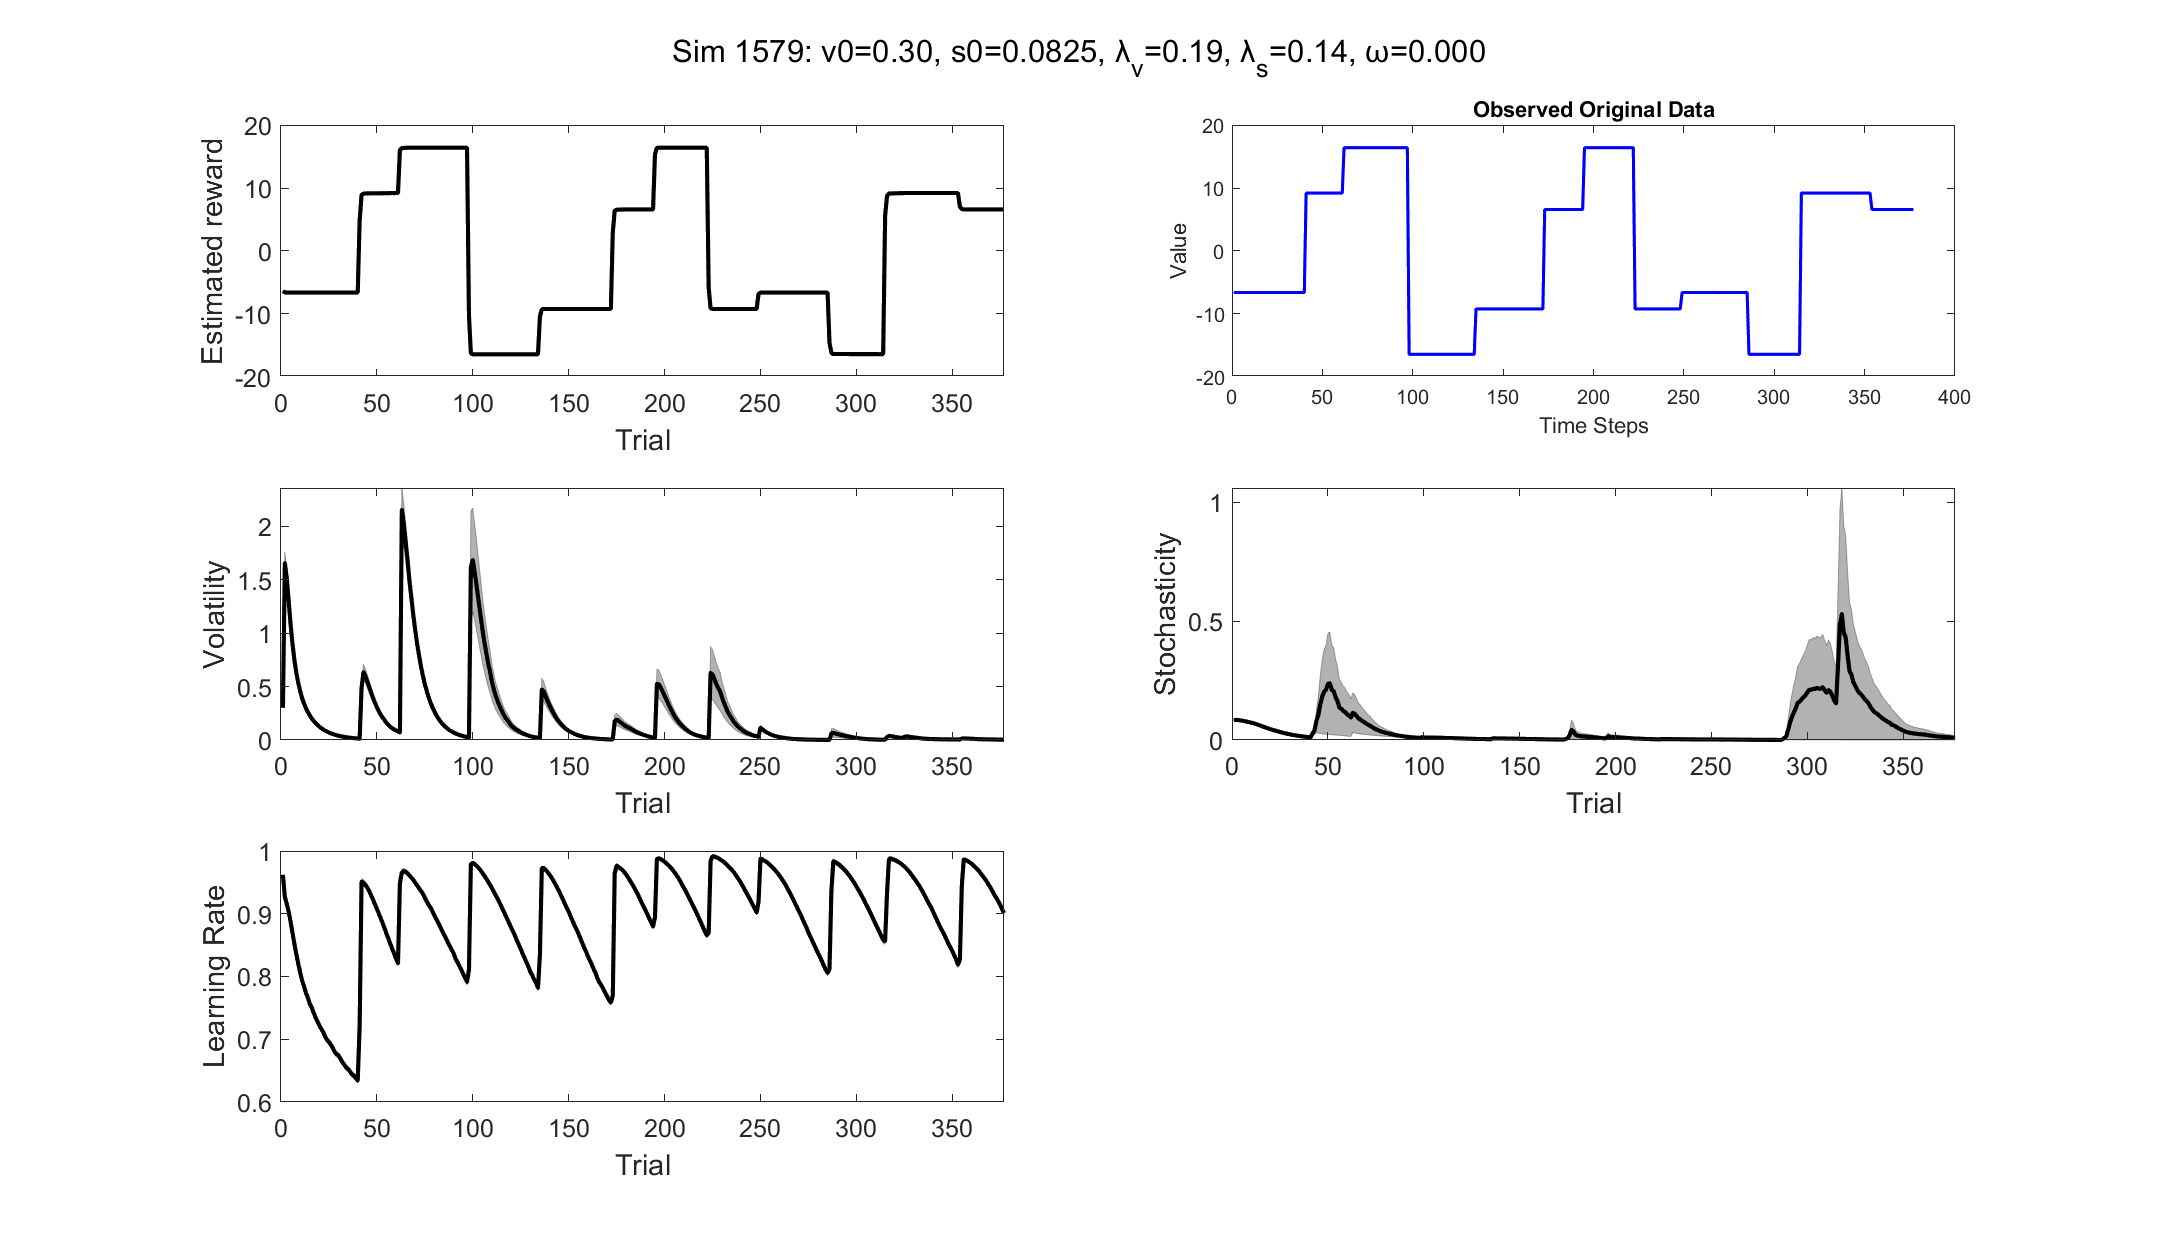 Sim 1579: v0=0.30, s0=0.0825, λv=0.19, λs=0.14, ω=0.000
Estimated reward
20
10
0
-10
-20
0 50 100 150 200 250 300 350
Trial
Observed Original Data
Value
20
10
0
-10
-20
0 50 100 150 200 250 300 350 400
Time Steps
Volatility
2
1.5
1
0.5
0
0 50 100 150 200 250 300 350
Trial
Stochasticity
1
0.5
0
0 50 100 150 200 250 300 350
Trial
Learning Rate
1
0.9
0.8
0.7
0.6
0 50 100 150 200 250 300 350
Trial